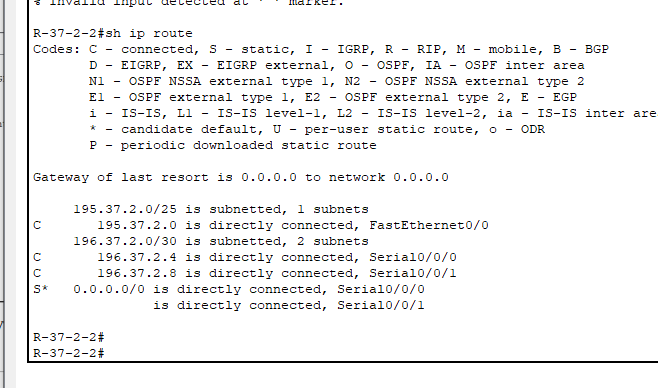 % Invalid input detected at '^' marker.
R-37-2-2#sh ip route
Codes: C - connected, S - static, I - IGRP, R - RIP, M - mobile, B - BGP
D - EIGRP, EX - EIGRP external, O - OSPF, IA - OSPF inter area
N1 - OSPF NSSA external type 1, N2 - OSPF NSSA external type 2
E1 - OSPF external type 1, E2 - OSPF external type 2, E - EGP
i - IS-IS, L1 - IS-IS level-1, L2 - IS-IS level-2, ia - IS-IS inter are
* - candidate default, U - per-user static route, o - ODR
P - periodic downloaded static route
Gateway of last resort is 0.0.0.0 to network 0.0.0.0
195.37.2.0/25 is subnetted, 1 subnets
C 195.37.2.0 is directly connected, FastEthernet0/0
196.37.2.0/30 is subnetted, 2 subnets
C 196.37.2.4 is directly connected, Serial0/0/0
C 196.37.2.8 is directly connected, Serial0/0/1
S* 0.0.0.0/0 is directly connected, Serial0/0/0
is directly connected, Serial0/0/1
R-37-2-2#
R-37-2-2#